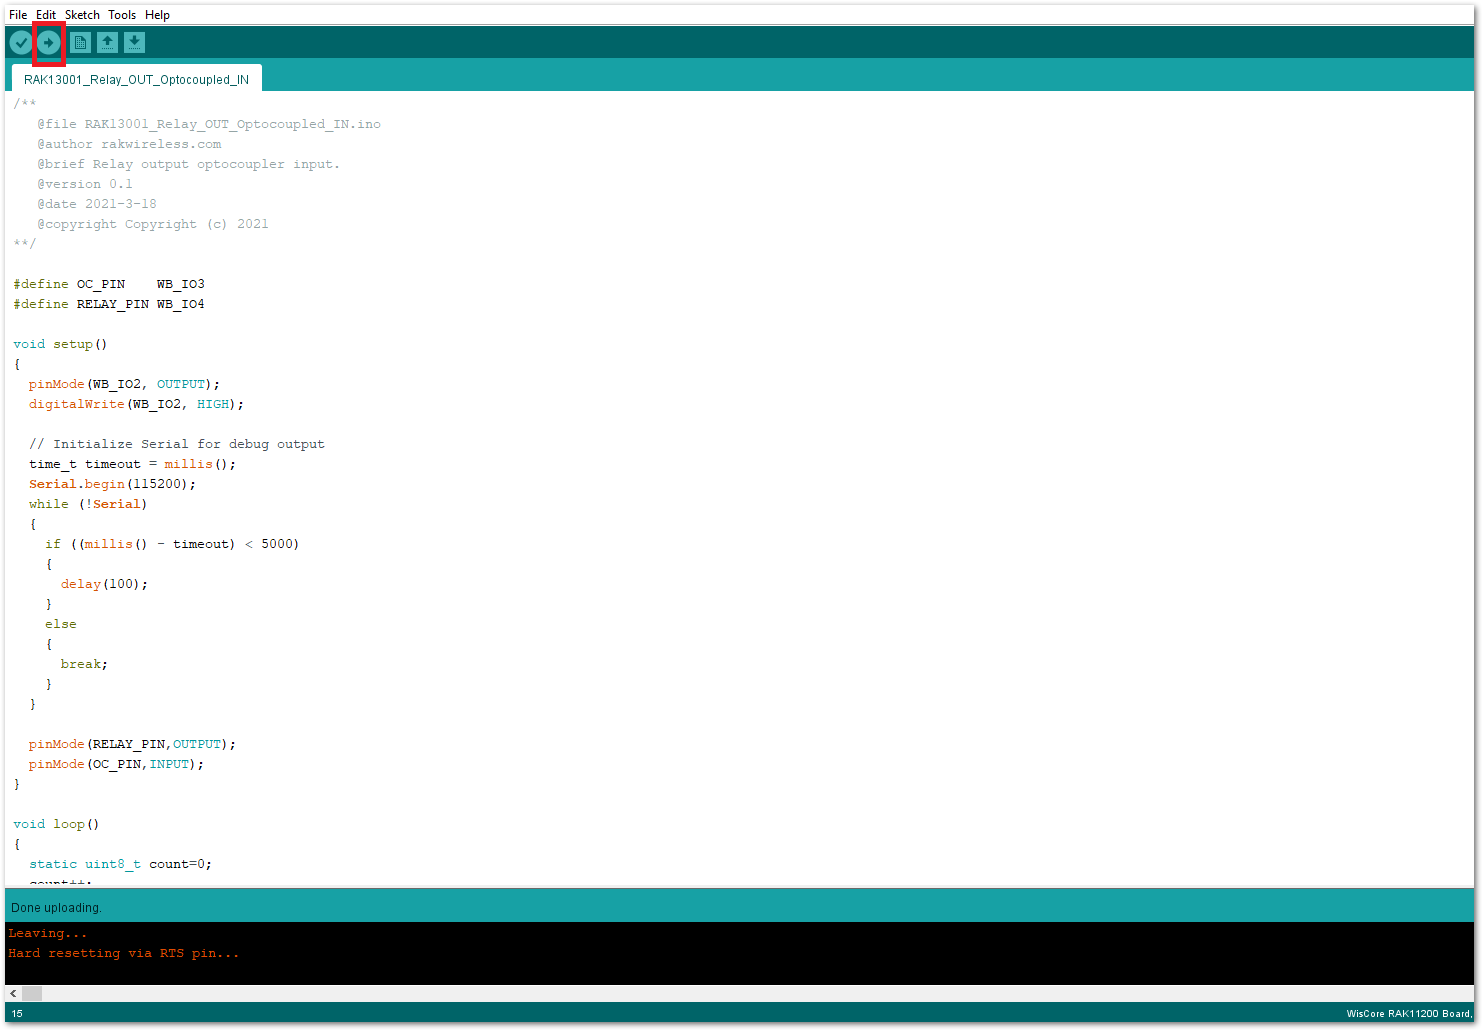 File Edit Sketch Tools Help
RAK13001_Relay_OUT_Optocoupled_IN
/**
   @file RAK13001_Relay_OUT_Optocoupled_IN.ino
   @author rakwireless.com
   @brief Relay output optocoupler input.
   @version 0.1
   @date 2021-3-18
   @copyright Copyright (c) 2021
**/
#define OC_PIN    WB_IO3
#define RELAY_PIN WB_IO4
void setup()
{
  pinMode(WB_IO2, OUTPUT);
  digitalWrite(WB_IO2, HIGH);
  // Initialize Serial for debug output
  time_t timeout = millis();
  Serial.begin(115200);
  while (!Serial)
  {
    if ((millis() - timeout) < 5000)
    {
      delay(100);
    }
    else
    {
      break;
    }
  }
  pinMode(RELAY_PIN,OUTPUT);
  pinMode(OC_PIN,INPUT);
}
void loop()
{
  static uint8_t count=0;
  count++;
Done uploading.
Leaving...
Hard resetting via RTS pin...
15 WisCore RAK11200 Board,